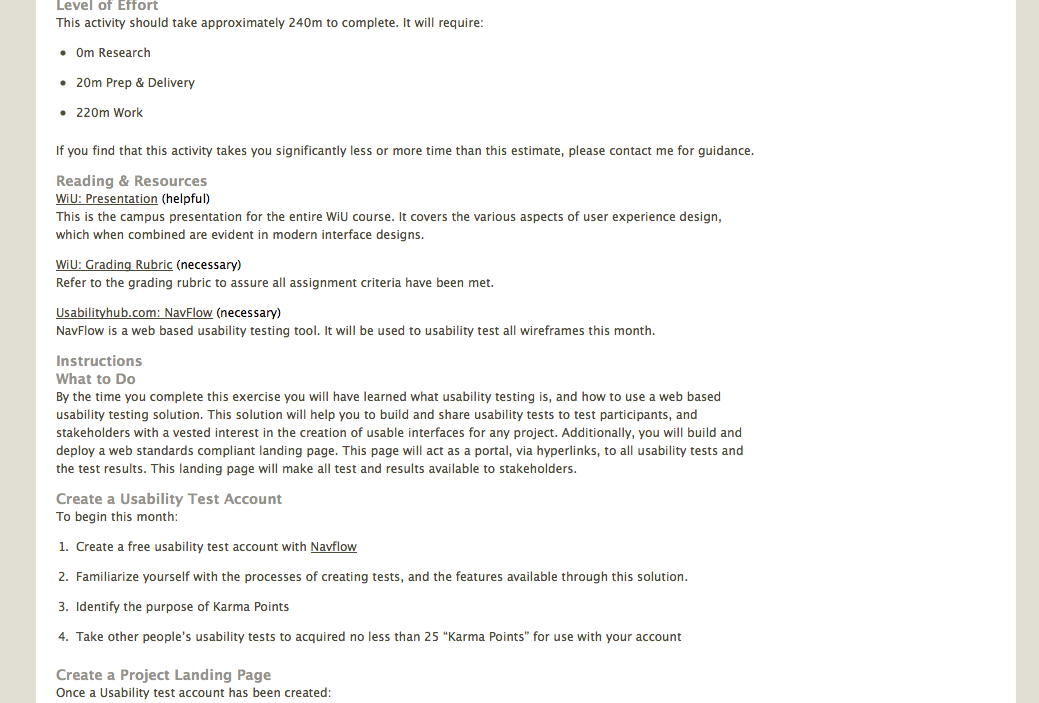 Level of Effort
This activity should take approximately 240m to complete. It will require:
• 0m Research
• 20m Prep & Delivery
• 220m Work
If you find that this activity takes you significantly less or more time than this estimate, please contact me for guidance.
Reading & Resources
WiU: Presentation (helpful)
This is the campus presentation for the entire WiU course. It covers the various aspects of user experience design,
which when combined are evident in modern interface designs.
WiU: Grading Rubric (necessary)
Refer to the grading rubric to assure all assignment criteria have been met.
Usabilityhub.com: NavFlow (necessary)
NavFlow is a web based usability testing tool. It will be used to usability test all wireframes this month.
Instructions
What to Do
By the time you complete this exercise you will have learned what usability testing is, and how to use a web based
usability testing solution. This solution will help you to build and share usability tests to test participants, and
stakeholders with a vested interest in the creation of usable interfaces for any project. Additionally, you will build and
deploy a web standards compliant landing page. This page will act as a portal, via hyperlinks, to all usability tests and
the test results. This landing page will make all test and results available to stakeholders.
Create a Usability Test Account
To begin this month:
1. Create a free usability test account with Navflow
2. Familiarize yourself with the processes of creating tests, and the features available through this solution.
3. Identify the purpose of Karma Points
4. Take other people’s usability tests to acquired no less than 25 “Karma Points” for use with your account
Create a Project Landing Page
Once a Usability test account has been created: